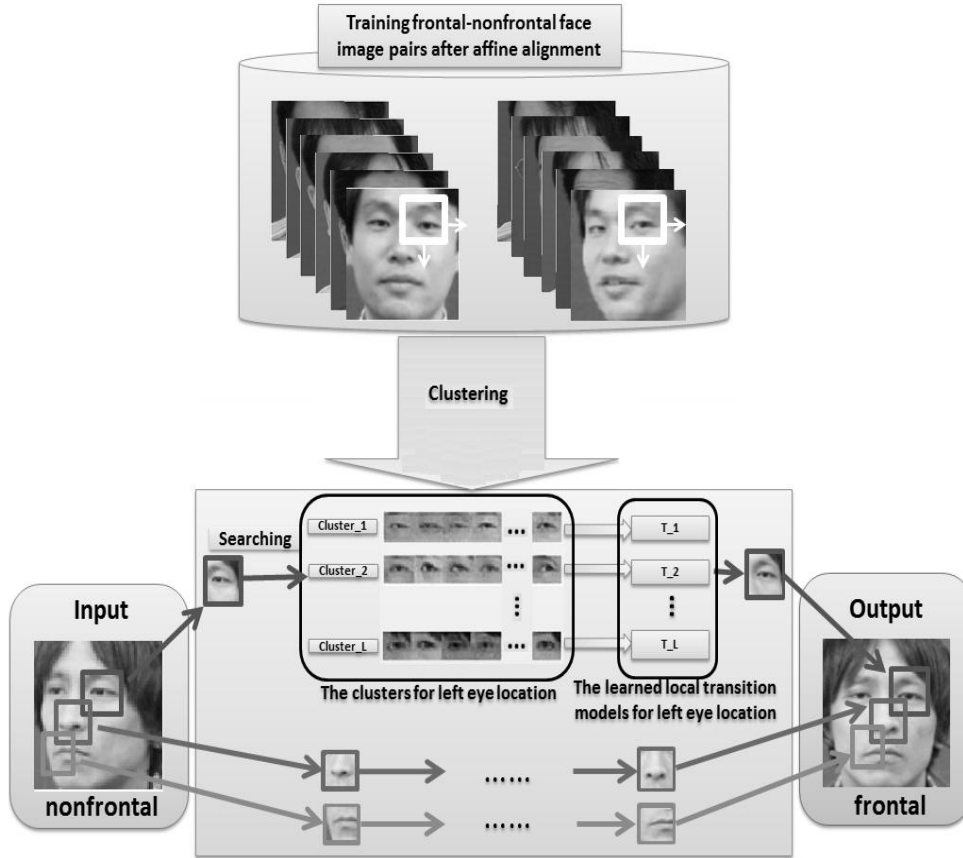 Training frontal-nonfrontal face
image pairs after affine alignment
Clustering
Searching
Cluster_1
...
T_1
Cluster_2
...
T_2
...
...
Cluster_L
...
T_L
Input
Output
The clusters for left eye location
The learned local transition
models for left eye location
......
......
nonfrontal
frontal